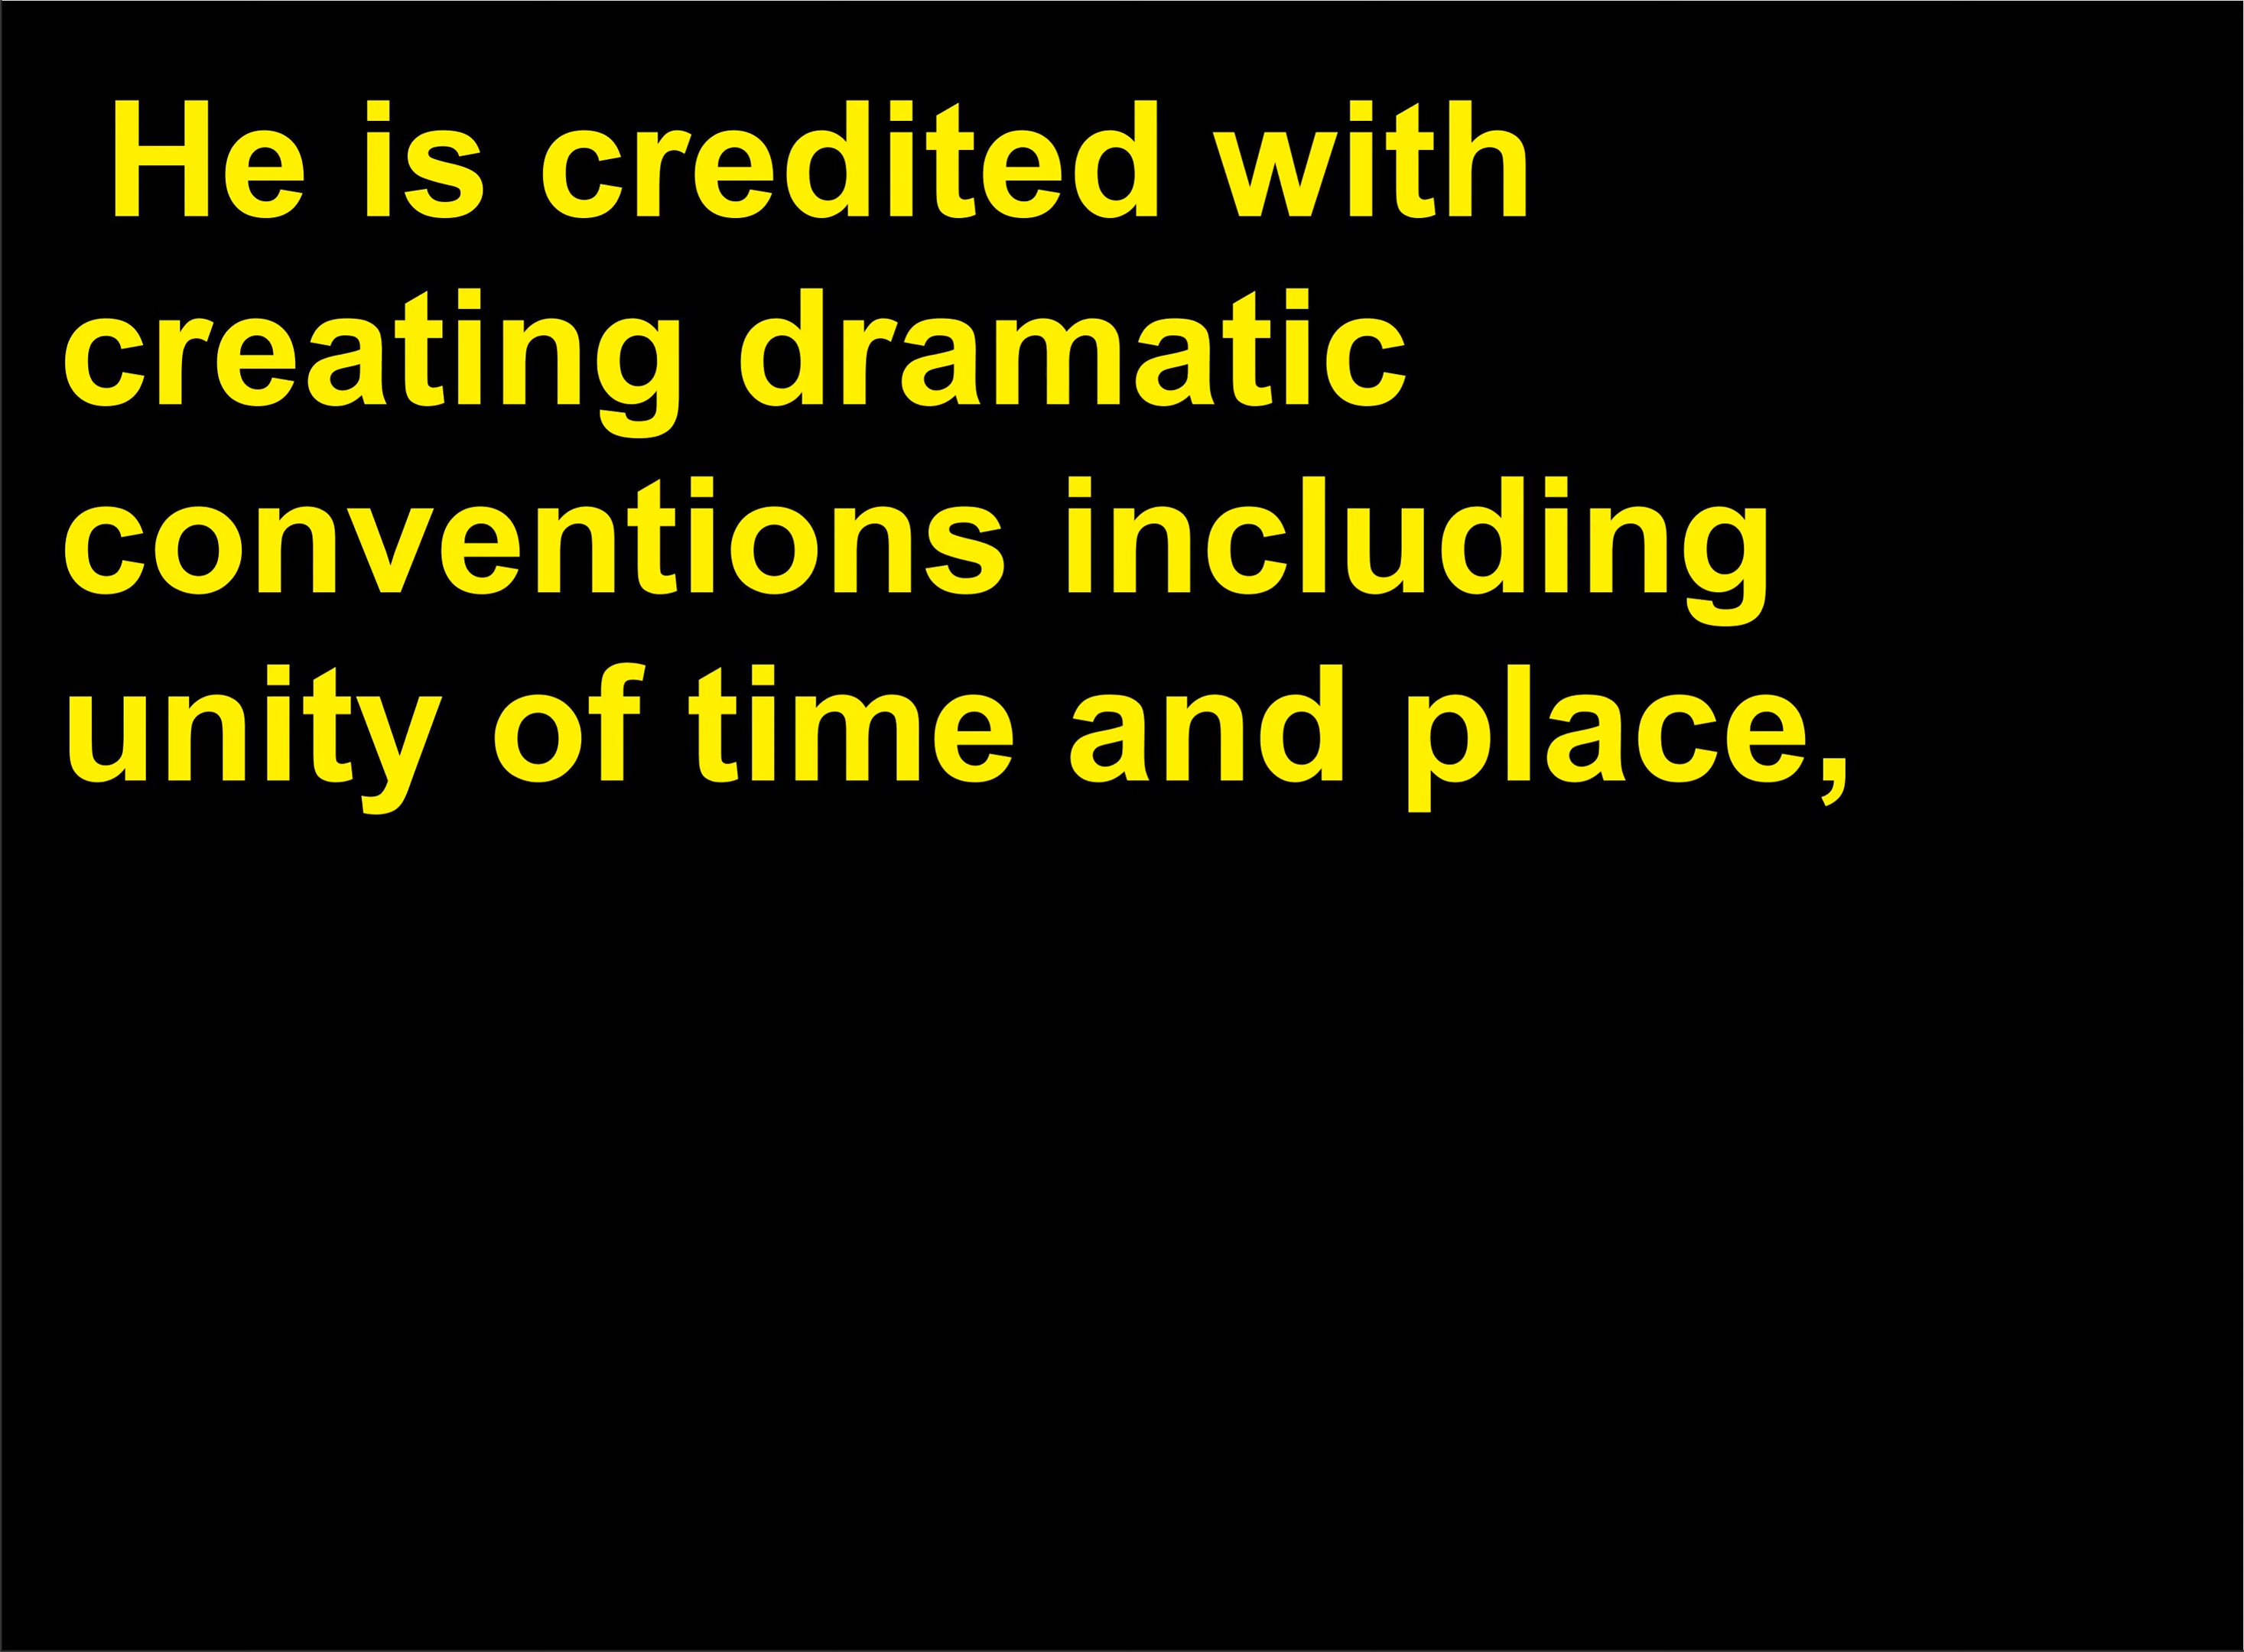 He is credited with
creating dramatic
conventions including
unity of time and place,